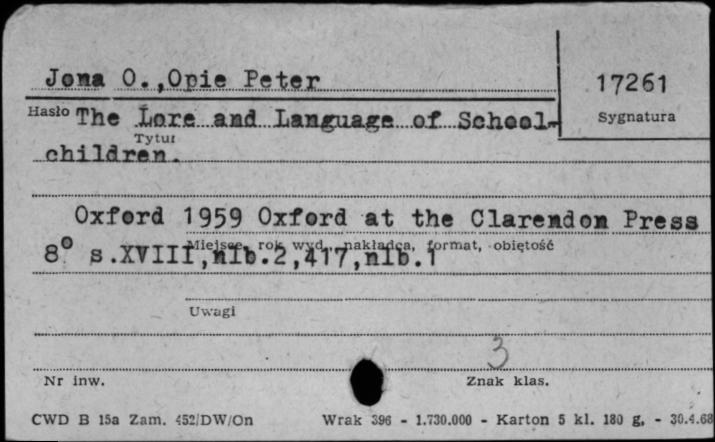 Jona O.,Opie Peter
17261
Hasło The Lore and Language of School-
Sygnatura
Tytuł
children.
Oxford 1959 Oxford at the Clarendon Press
Miejsce, rok wyd., nakładca, format, objętość
8° s.XVIII,nlb.2,417,nlb.1
Uwagi
3
Nr inw.
Znak klas.
CWD B 15a Zam. 452/DW/On Wrak 396 - 1.730.000 - Karton 5 kl. 180 g. - 30.4.68